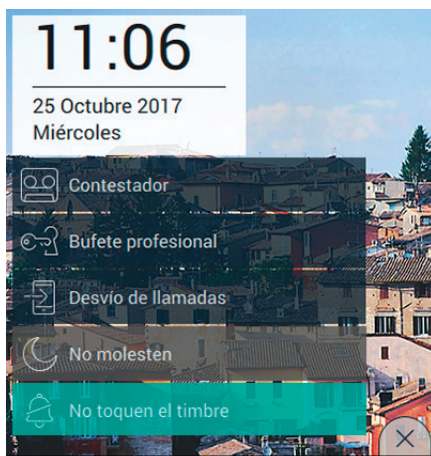 11:06
25 Octubre 2017
Miércoles
Contestador
Bufete profesional
Desvío de llamadas
No molesten
No toquen el timbre